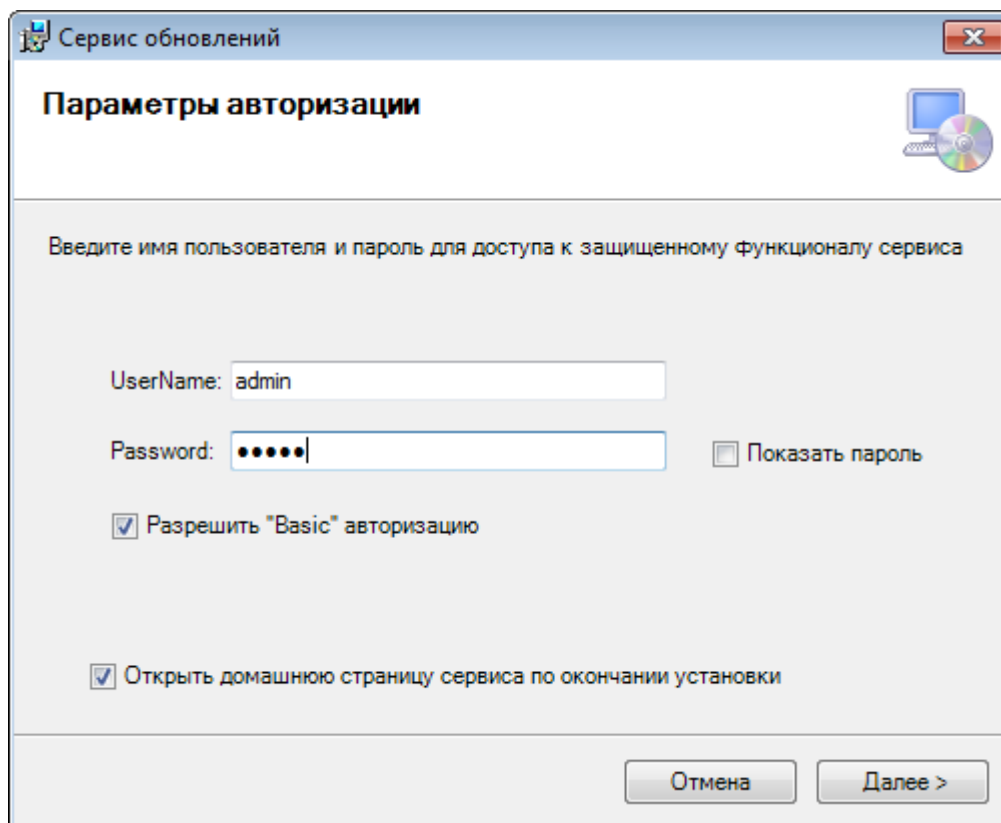 Сервис обновлений
Параметры авторизации
Введите имя пользователя и пароль для доступа к защищенному функционалу сервиса
UserName: admin
Password: ●●●●● Показать пароль
Разрешить "Basic" авторизацию
Открыть домашнюю страницу сервиса по окончании установки
Отмена Далее >